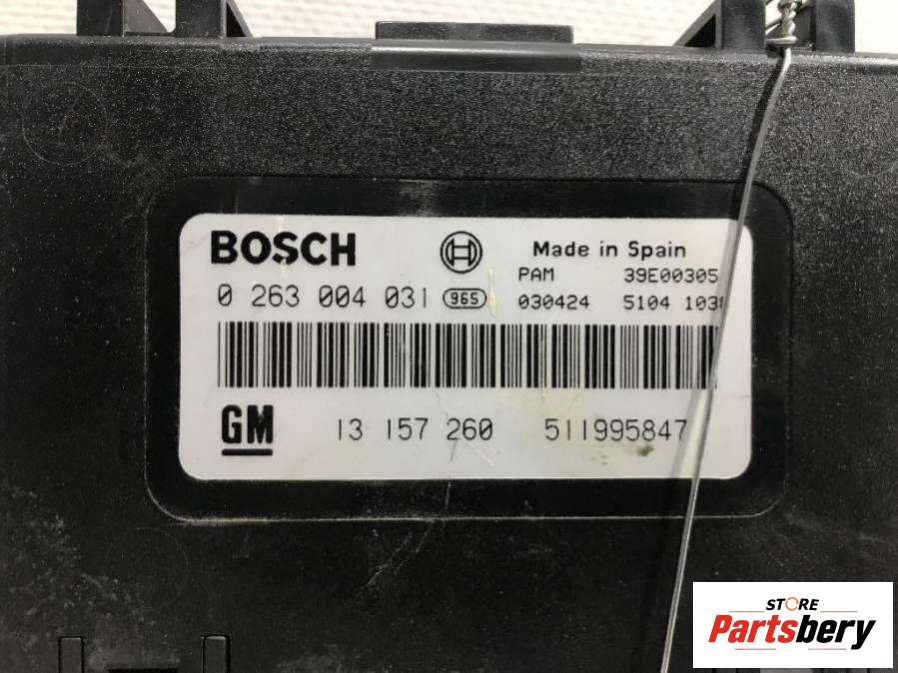 BOSCH Made in Spain
PAM 39E00305
0 263 004 031 965 030424 5104 103
GM 13 157 260 511995847
STORE
Partsbery